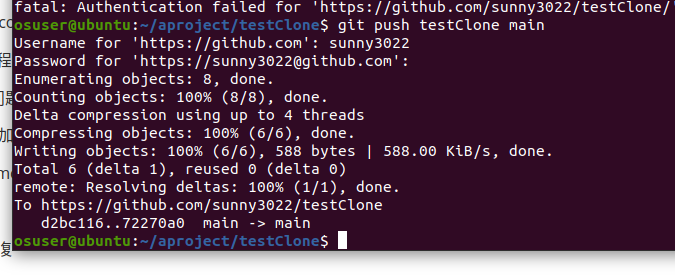 fatal: Authentication failed for 'https://github.com/sunny3022/testClone/'
osuser@ubuntu:~/aproject/testClone$ git push testClone main
Username for 'https://github.com': sunny3022
Password for 'https://sunny3022@github.com':
Enumerating objects: 8, done.
Counting objects: 100% (8/8), done.
Delta compression using up to 4 threads
Compressing objects: 100% (6/6), done.
Writing objects: 100% (6/6), 588 bytes | 588.00 KiB/s, done.
Total 6 (delta 1), reused 0 (delta 0)
remote: Resolving deltas: 100% (1/1), done.
To https://github.com/sunny3022/testClone
d2bc116..72270a0  main -> main
osuser@ubuntu:~/aproject/testClone$
程
加
复